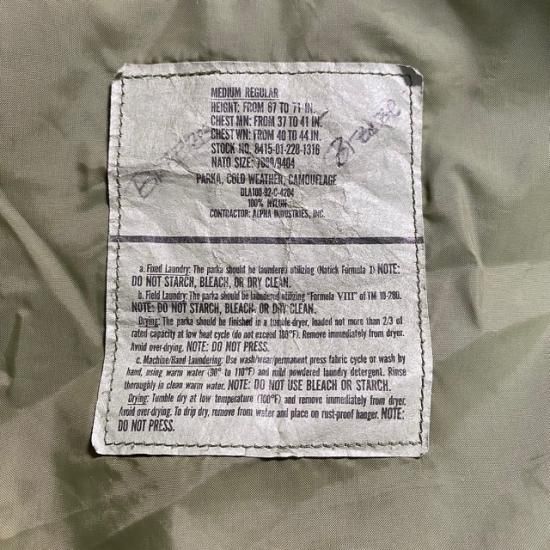 MEDIUM REGULAR
HEIGHT: FROM 67 TO 71 IN.
CHEST MN: FROM 37 TO 41 IN.
CHEST WN: FROM 40 TO 44 IN.
STOCK NO. 8415-01-228-1316
NATO SIZE: 7080/9404
PARKA, COLD WEATHER, CAMOUFLAGE
DLA100-92-C-4204
100% NYLON
CONTRACTOR: ALPHA INDUSTRIES, INC.
a. Fixed Laundry: The parka should be laundered utilizing (Natick Formula 1) NOTE:
DO NOT STARCH, BLEACH, OR DRY CLEAN.
b. Field Laundry: The parka should be laundered utilizing "Formula VIII" of TM 10-280.
NOTE: DO NOT STARCH, BLEACH, OR DRY CLEAN.
Drying: The parka should be finished in a tumble-dryer, loaded not more than 2/3 of
rated capacity at low heat cycle (do not exceed 180°F). Remove immediately from dryer.
Avoid over-drying. NOTE: DO NOT PRESS.
c. Machine/Hand Laundering: Use wash/wear/permanent press fabric cycle or wash by
hand, using warm water (90° to 110°F) and mild powdered laundry detergent. Rinse
thoroughly in clean warm water. NOTE: DO NOT USE BLEACH OR STARCH.
Drying: Tumble dry at low temperature (100°F) and remove immediately from dryer.
Avoid over-drying. To drip dry, remove from water and place on rust-proof hanger. NOTE:
DO NOT PRESS.